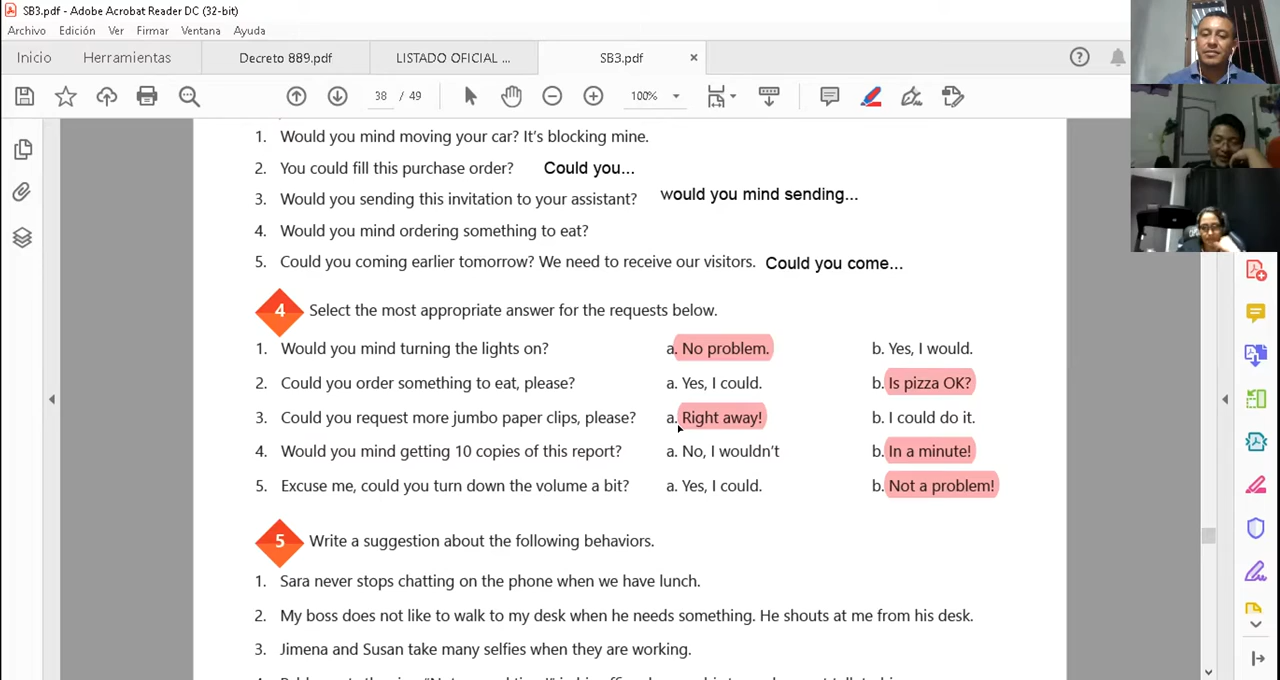 SB3.pdf - Adobe Acrobat Reader DC (32-bit)
Archivo Edición Ver Firmar Ventana Ayuda
Inicio Herramientas Decreto 889.pdf LISTADO OFICIAL ... SB3.pdf ×
38 / 49 100%
1. Would you mind moving your car? It's blocking mine.
2. You could fill this purchase order? Could you...
3. Would you sending this invitation to your assistant? would you mind sending...
4. Would you mind ordering something to eat?
5. Could you coming earlier tomorrow? We need to receive our visitors. Could you come...
4 Select the most appropriate answer for the requests below.
1. Would you mind turning the lights on? a. No problem. b. Yes, I would.
2. Could you order something to eat, please? a. Yes, I could. b. Is pizza OK?
3. Could you request more jumbo paper clips, please? a. Right away! b. I could do it.
4. Would you mind getting 10 copies of this report? a. No, I wouldn't b. In a minute!
5. Excuse me, could you turn down the volume a bit? a. Yes, I could. b. Not a problem!
5 Write a suggestion about the following behaviors.
1. Sara never stops chatting on the phone when we have lunch.
2. My boss does not like to walk to my desk when he needs something. He shouts at me from his desk.
3. Jimena and Susan take many selfies when they are working.